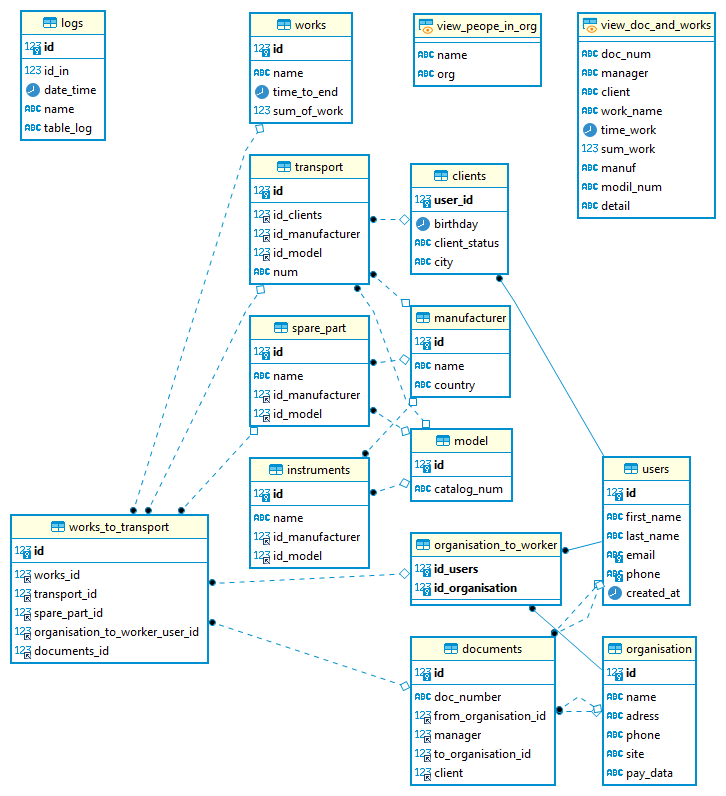 logs
123 id
123 id_in
date_time
ABC name
ABC table_log
works
123 id
ABC name
time_to_end
123 sum_of_work
view_peope_in_org
ABC name
ABC org
view_doc_and_works
ABC doc_num
ABC manager
ABC client
ABC work_name
time_work
123 sum_work
ABC manuf
ABC modil_num
ABC detail
transport
123 id
123 id_clients
123 id_manufacturer
123 id_model
ABC num
clients
123 user_id
birthday
ABC client_status
ABC city
spare_part
123 id
ABC name
123 id_manufacturer
123 id_model
manufacturer
123 id
ABC name
ABC country
instruments
123 id
ABC name
123 id_manufacturer
123 id_model
model
123 id
ABC catalog_num
users
123 id
ABC first_name
ABC last_name
ABC email
ABC phone
created_at
works_to_transport
123 id
123 works_id
123 transport_id
123 spare_part_id
123 organisation_to_worker_user_id
123 documents_id
organisation_to_worker
123 id_users
123 id_organisation
documents
123 id
ABC doc_number
123 from_organisation_id
123 manager
123 to_organisation_id
123 client
organisation
123 id
ABC name
ABC adress
ABC phone
ABC site
ABC pay_data